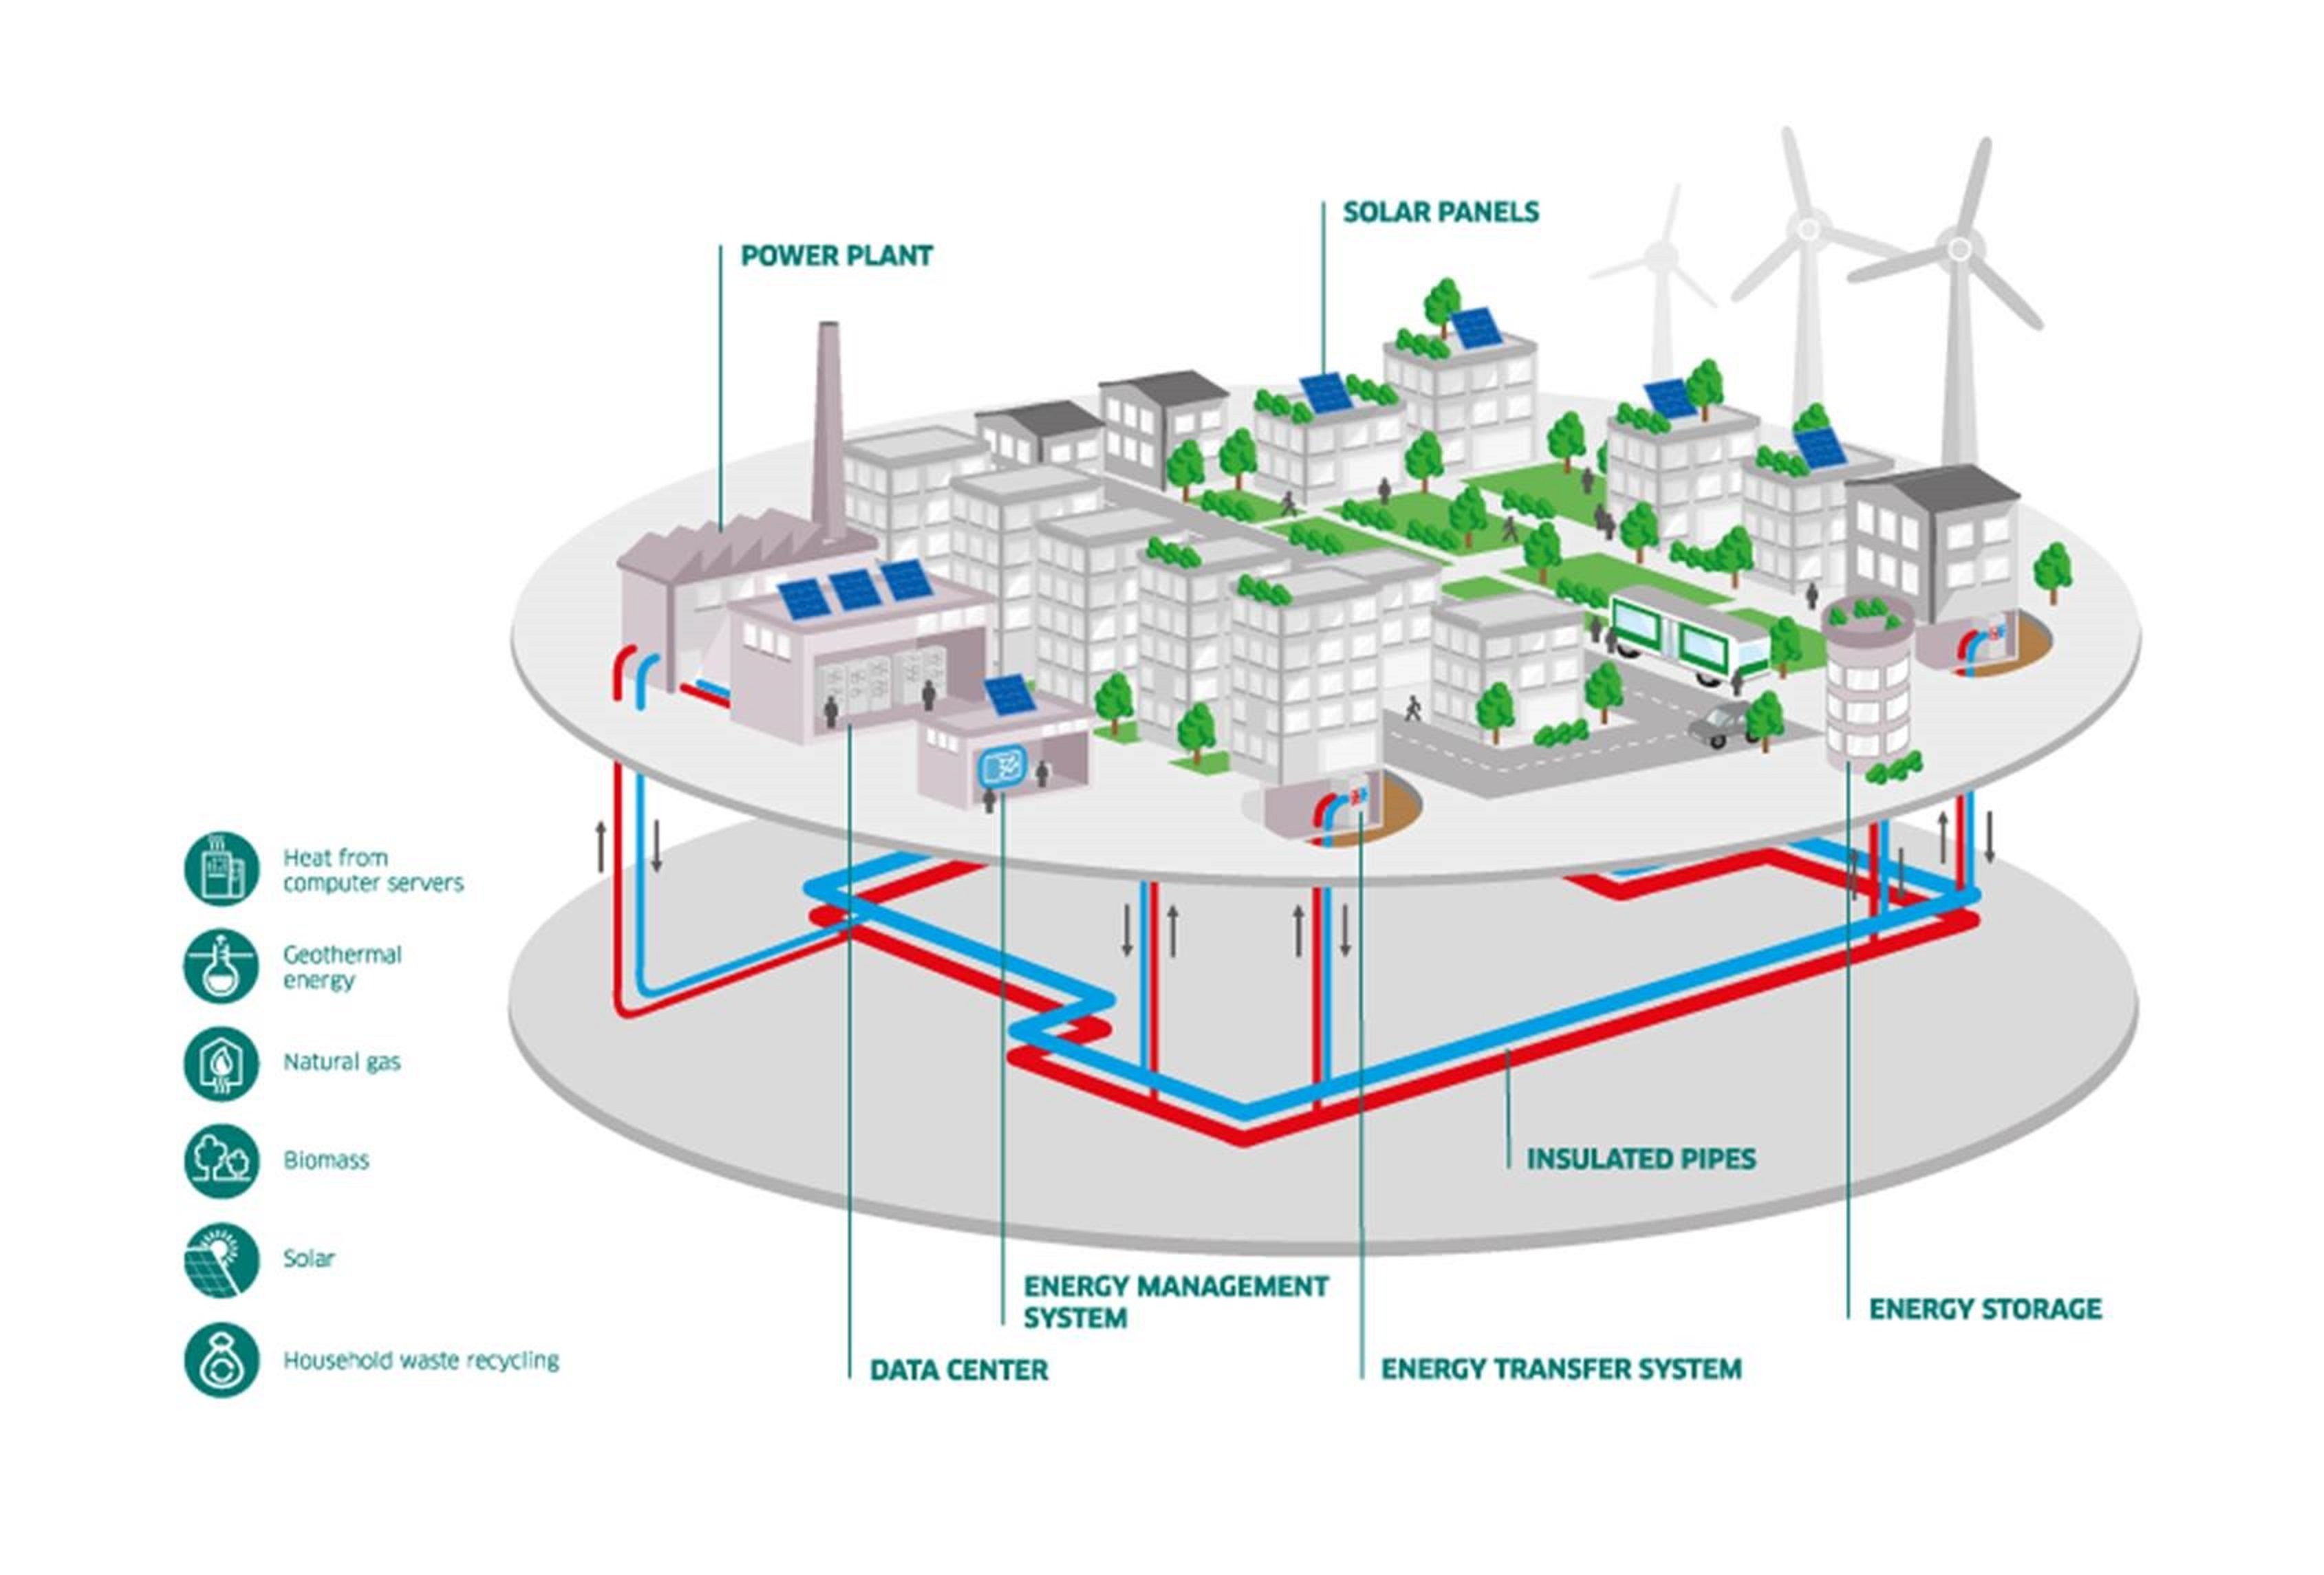 SOLAR PANELS
POWER PLANT
Heat from
computer servers
Geothermal
energy
Natural gas
Biomass
Solar
Household waste recycling
INSULATED PIPES
ENERGY MANAGEMENT
SYSTEM
ENERGY STORAGE
DATA CENTER
ENERGY TRANSFER SYSTEM